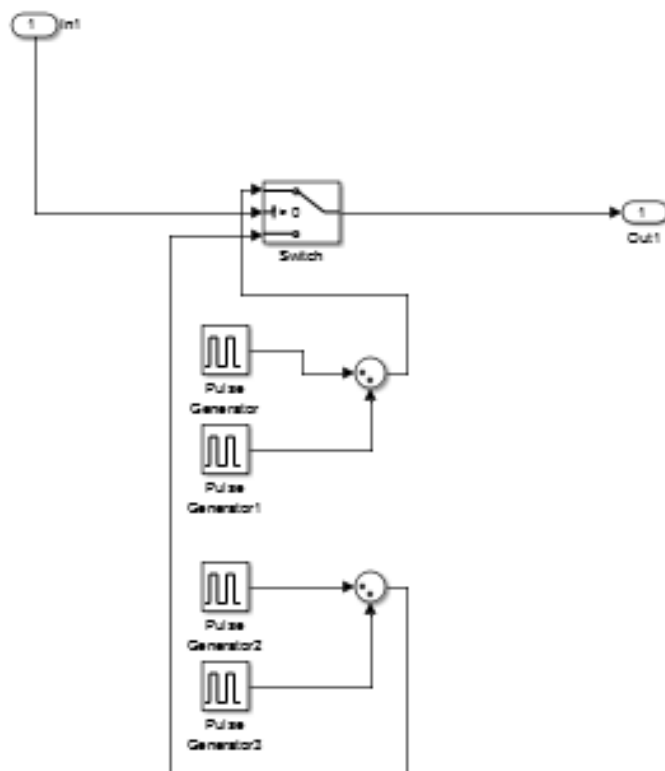 1 In1
> 0
Switch
1
Out1
Pulse
Generator
Pulse
Generator1
Pulse
Generator2
Pulse
Generator3